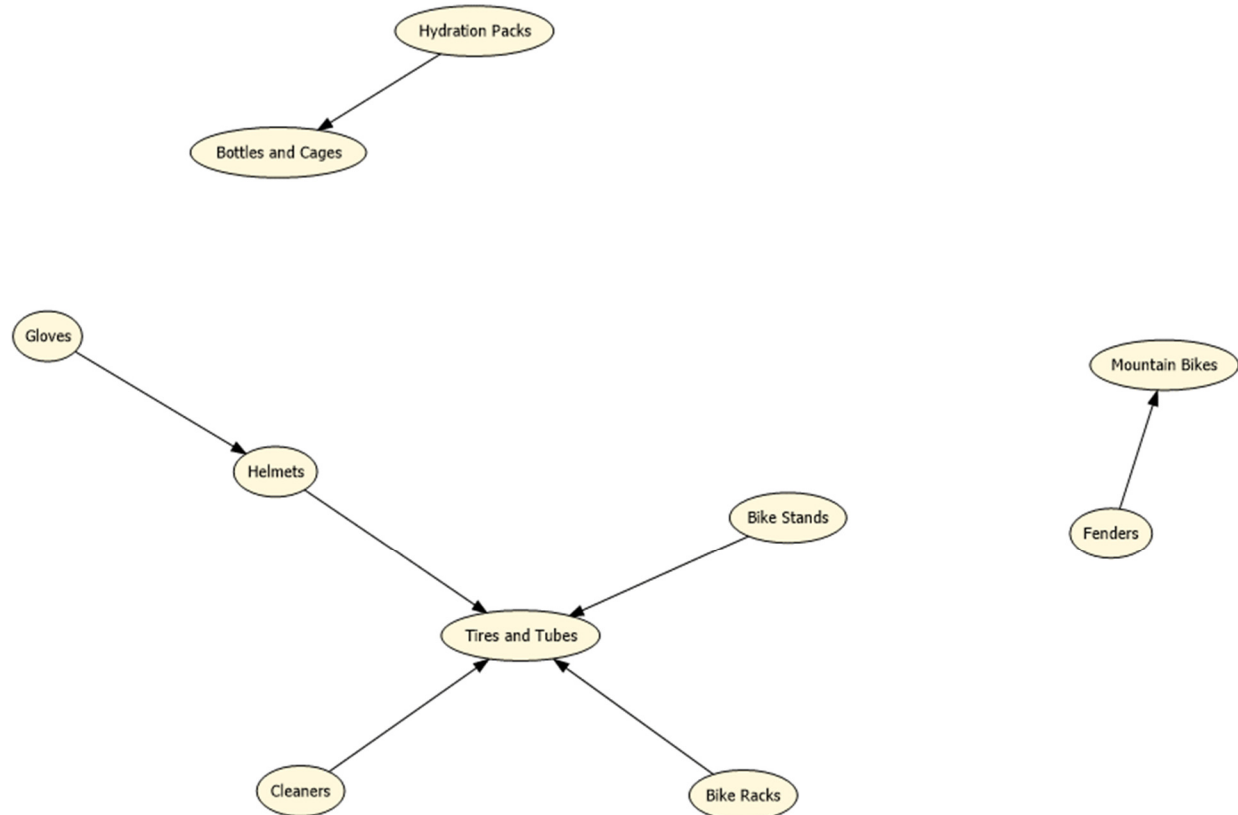 Hydration Packs
Bottles and Cages
Gloves
Mountain Bikes
Helmets
Bike Stands
Fenders
Tires and Tubes
Cleaners
Bike Racks